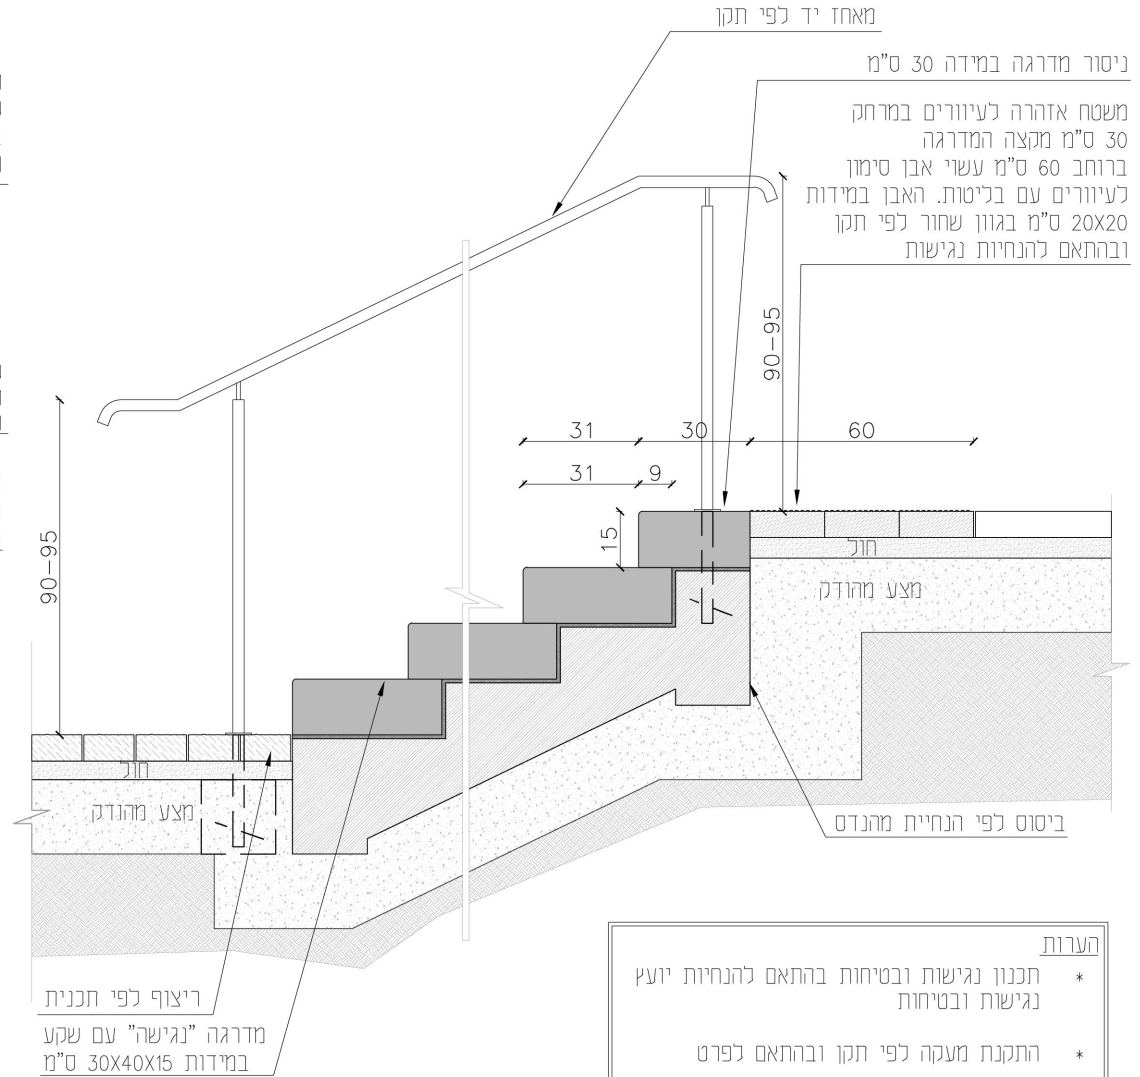 מאחז יד לפי תקן
ניסור מדרגה במידה 30 ס"מ
משטח אזהרה לעיוורים במרחק
30 ס"מ מקצה המדרגה
ברוחב 60 ס"מ עשוי אבן סימון
לעיוורים עם בליטות. האבן במידות
20X20 ס"מ בגוון שחור לפי תקן
ובהתאם להנחיות נגישות
90-95
31
30
60
31
9
15
90-95
חול
מצע מהודק
חול
מצע מהודק
ביסוס לפי הנחיית מהנדס
ריצוף לפי תכנית
מדרגה "נגישה" עם שקע
במידות 30X40X15 ס"מ
הערות
* תכנון נגישות ובטיחות בהתאם להנחיות יועץ
נגישות ובטיחות
* התקנת מעקה לפי תקן ובהתאם לפרט